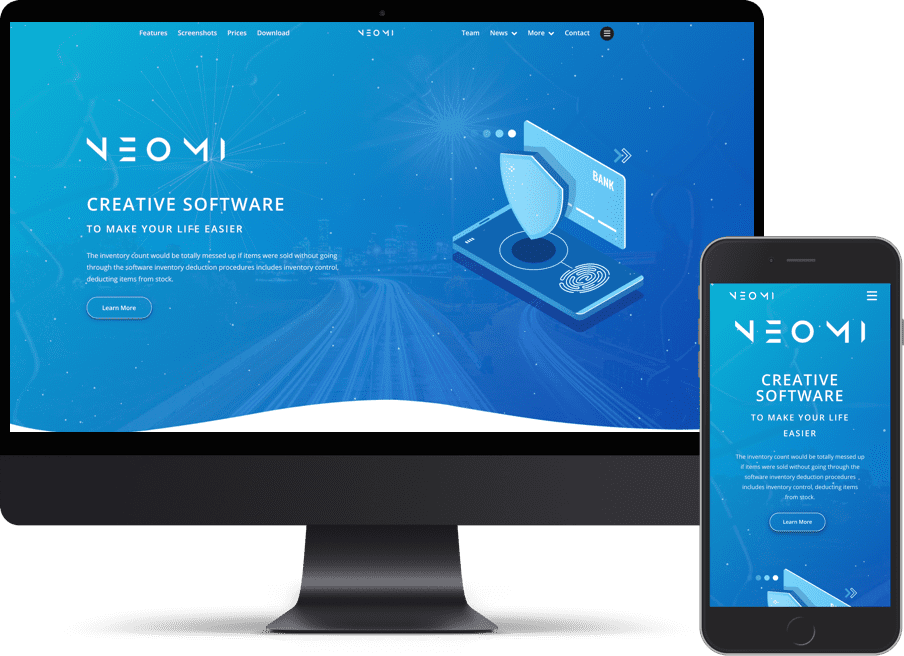 Features Screenshots Prices Download NEOMI Team News More Contact
NEOMI
CREATIVE SOFTWARE
TO MAKE YOUR LIFE EASIER
The inventory count would be totally messed up if items were sold without going
through the software inventory deduction procedures includes inventory control,
deducting items from stock.
Learn More
BANK
NEOMI
NEOMI
CREATIVE
SOFTWARE
TO MAKE YOUR LIFE
EASIER
The inventory count would be totally messed up
if items were sold without going through the
software inventory deduction procedures
includes inventory control, deducting items
from stock.
Learn More